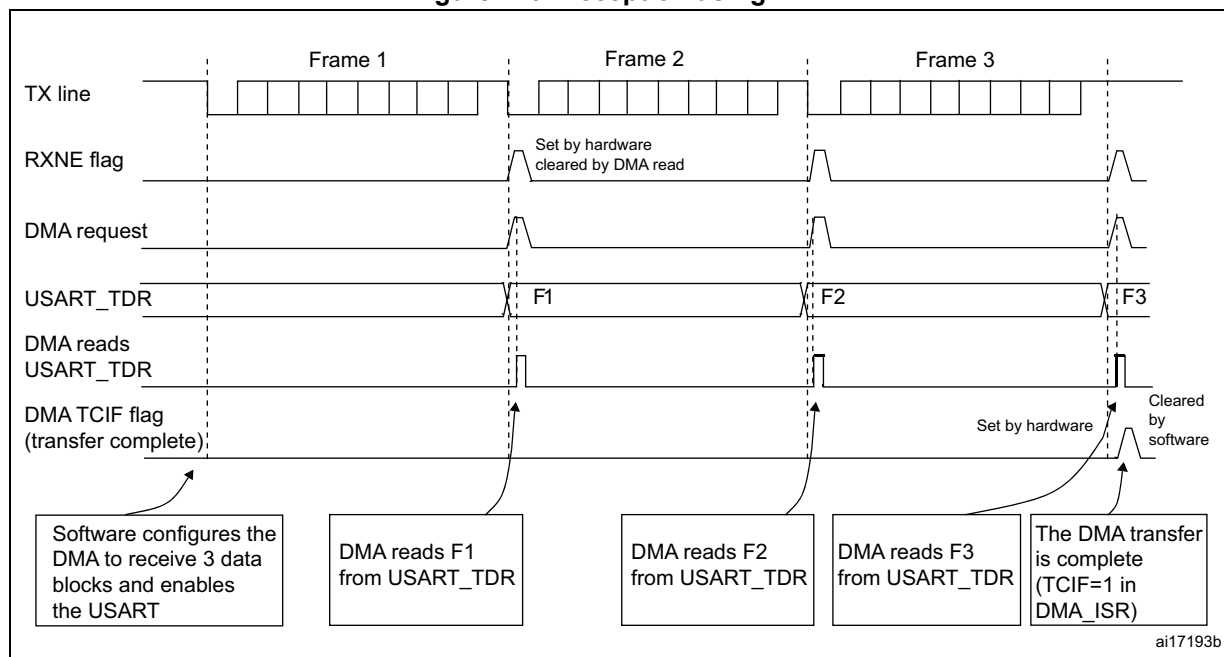 Frame 1 Frame 2 Frame 3
TX line
RXNE flag
Set by hardware
cleared by DMA read
DMA request
USART_TDR
F1 F2 F3
DMA reads
USART_TDR
DMA TCIF flag
(transfer complete)
Set by hardware
Cleared
by
software
Software configures the
DMA to receive 3 data
blocks and enables
the USART
DMA reads F1
from USART_TDR
DMA reads F2
from USART_TDR
DMA reads F3
from USART_TDR
The DMA transfer
is complete
(TCIF=1 in
DMA_ISR)
ai17193b